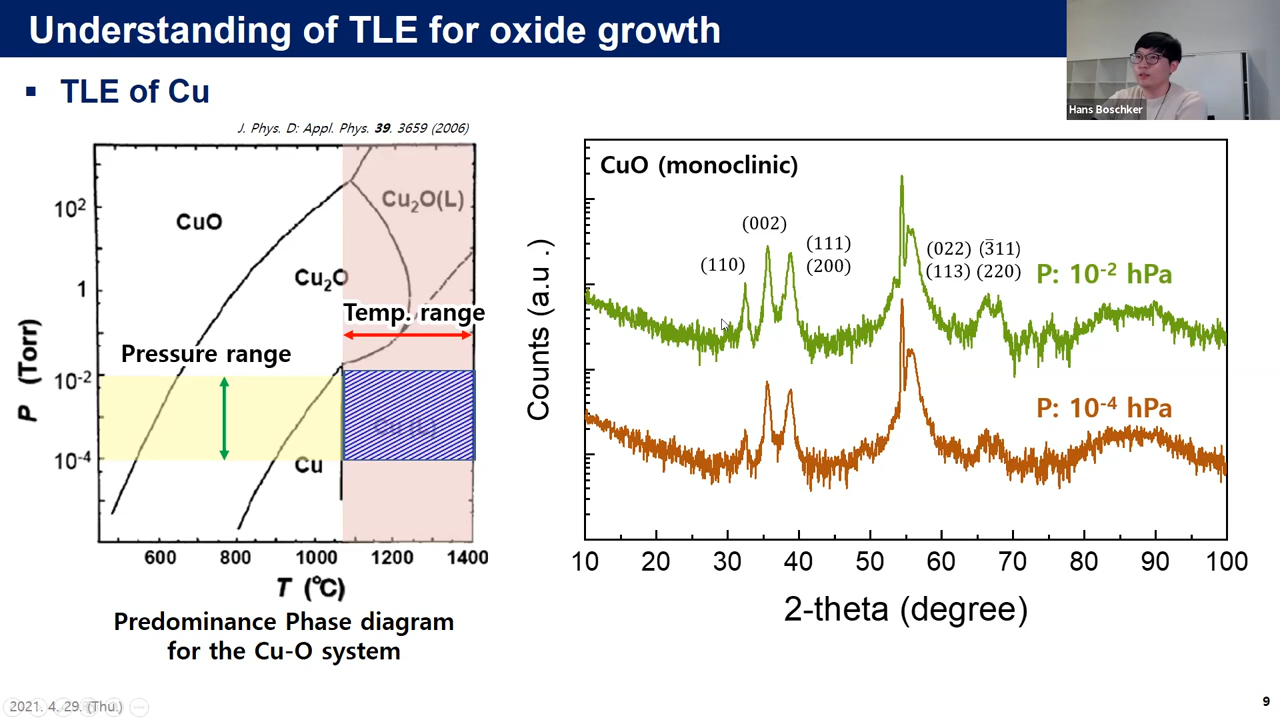 Understanding of TLE for oxide growth
Hans Boschker
▪ TLE of Cu
J. Phys. D: Appl. Phys. 39. 3659 (2006)
P (Torr)
10²
1
10⁻²
10⁻⁴
CuO
Cu₂O(L)
Cu₂O
Temp. range
Pressure range
Cu
600
800
1000
1200
1400
T (°C)
Predominance Phase diagram
for the Cu-O system
CuO (monoclinic)
Counts (a.u.)
(110)
(002)
(111)
(200)
(022) (3̅11)
(113) (220)
P: 10⁻² hPa
P: 10⁻⁴ hPa
10 20 30 40 50 60 70 80 90 100
2-theta (degree)
2021. 4. 29. (Thu.)
9